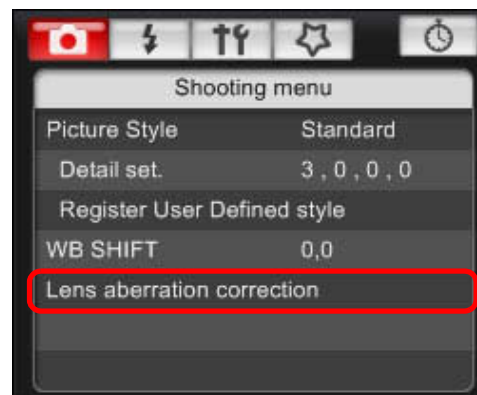 Shooting menu
Picture Style Standard
Detail set. 3 , 0 , 0 , 0
Register User Defined style
WB SHIFT 0,0
Lens aberration correction